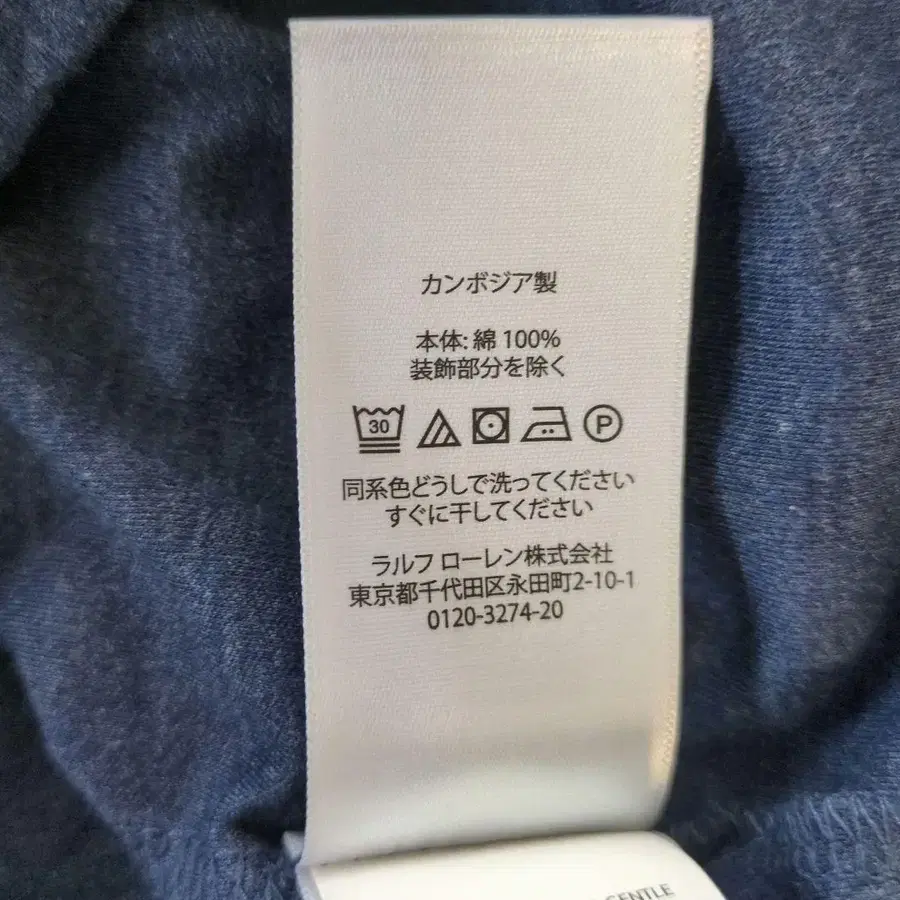 カンボジア製
本体: 綿 100%
装飾部分を除く
30
P
同系色どうしで洗ってください
すぐに干してください
ラルフ ローレン株式会社
東京都千代田区永田町2-10-1
0120-3274-20
GENTLE